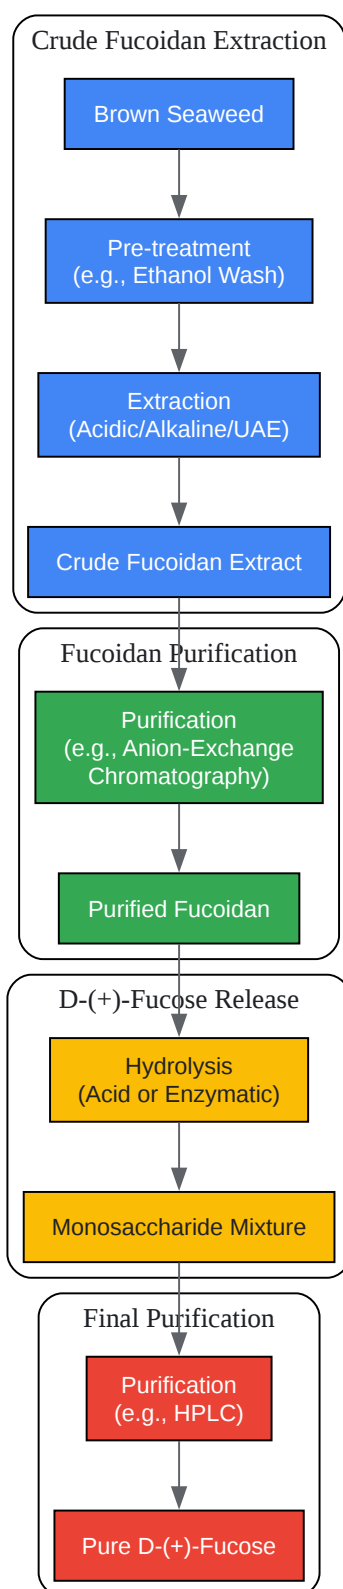 Crude Fucoidan Extraction
Brown Seaweed
Pre-treatment
(e.g., Ethanol Wash)
Extraction
(Acidic/Alkaline/UAE)
Crude Fucoidan Extract
Fucoidan Purification
Purification
(e.g., Anion-Exchange
Chromatography)
Purified Fucoidan
D-(+)-Fucose Release
Hydrolysis
(Acid or Enzymatic)
Monosaccharide Mixture
Final Purification
Purification
(e.g., HPLC)
Pure D-(+)-Fucose